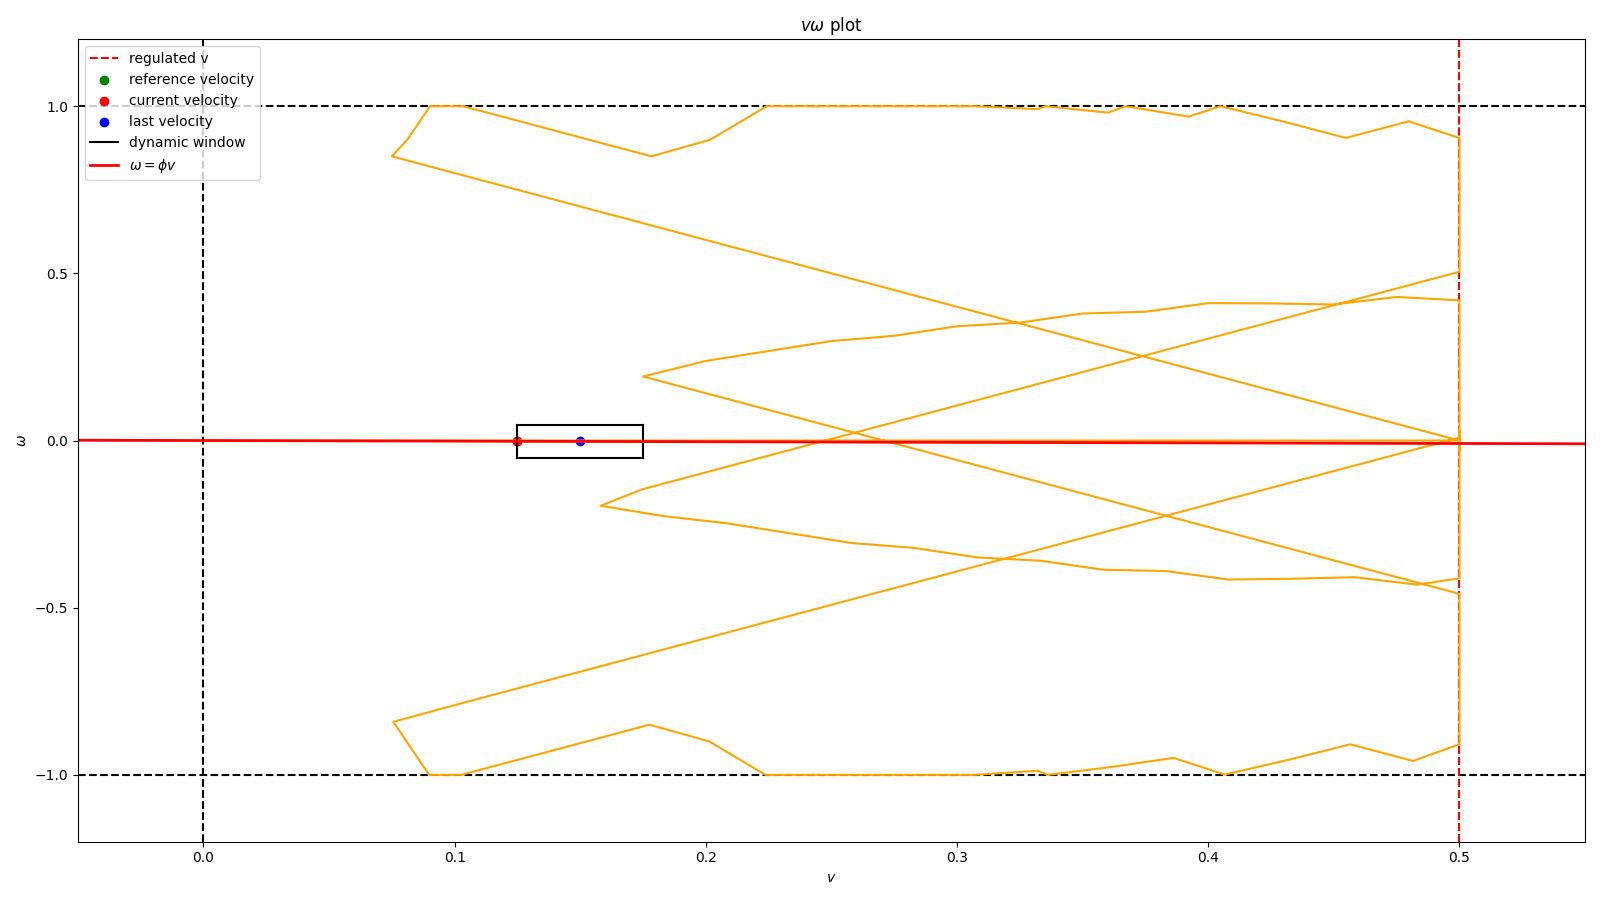 vω plot
regulated v
reference velocity
current velocity
last velocity
dynamic window
ω = ϕv
1.0
0.5
0.0
−0.5
−1.0
ω
0.0 0.1 0.2 0.3 0.4 0.5
v